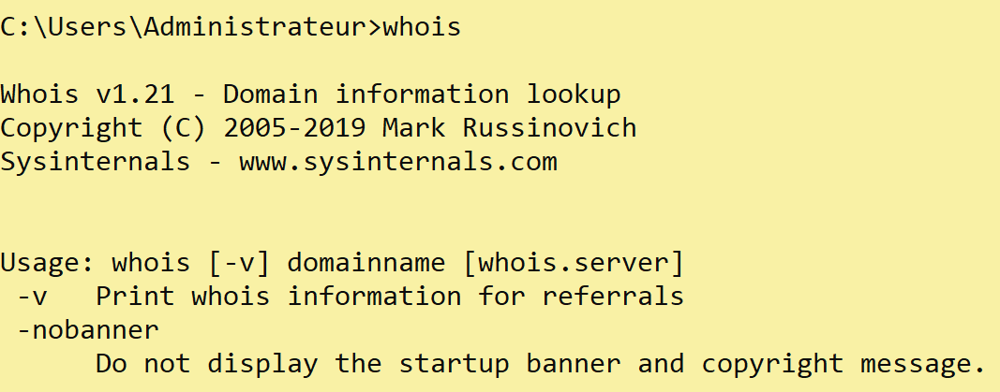 C:\Users\Administrateur>whois
Whois v1.21 - Domain information lookup
Copyright (C) 2005-2019 Mark Russinovich
Sysinternals - www.sysinternals.com
Usage: whois [-v] domainname [whois.server]
 -v   Print whois information for referrals
 -nobanner
      Do not display the startup banner and copyright message.